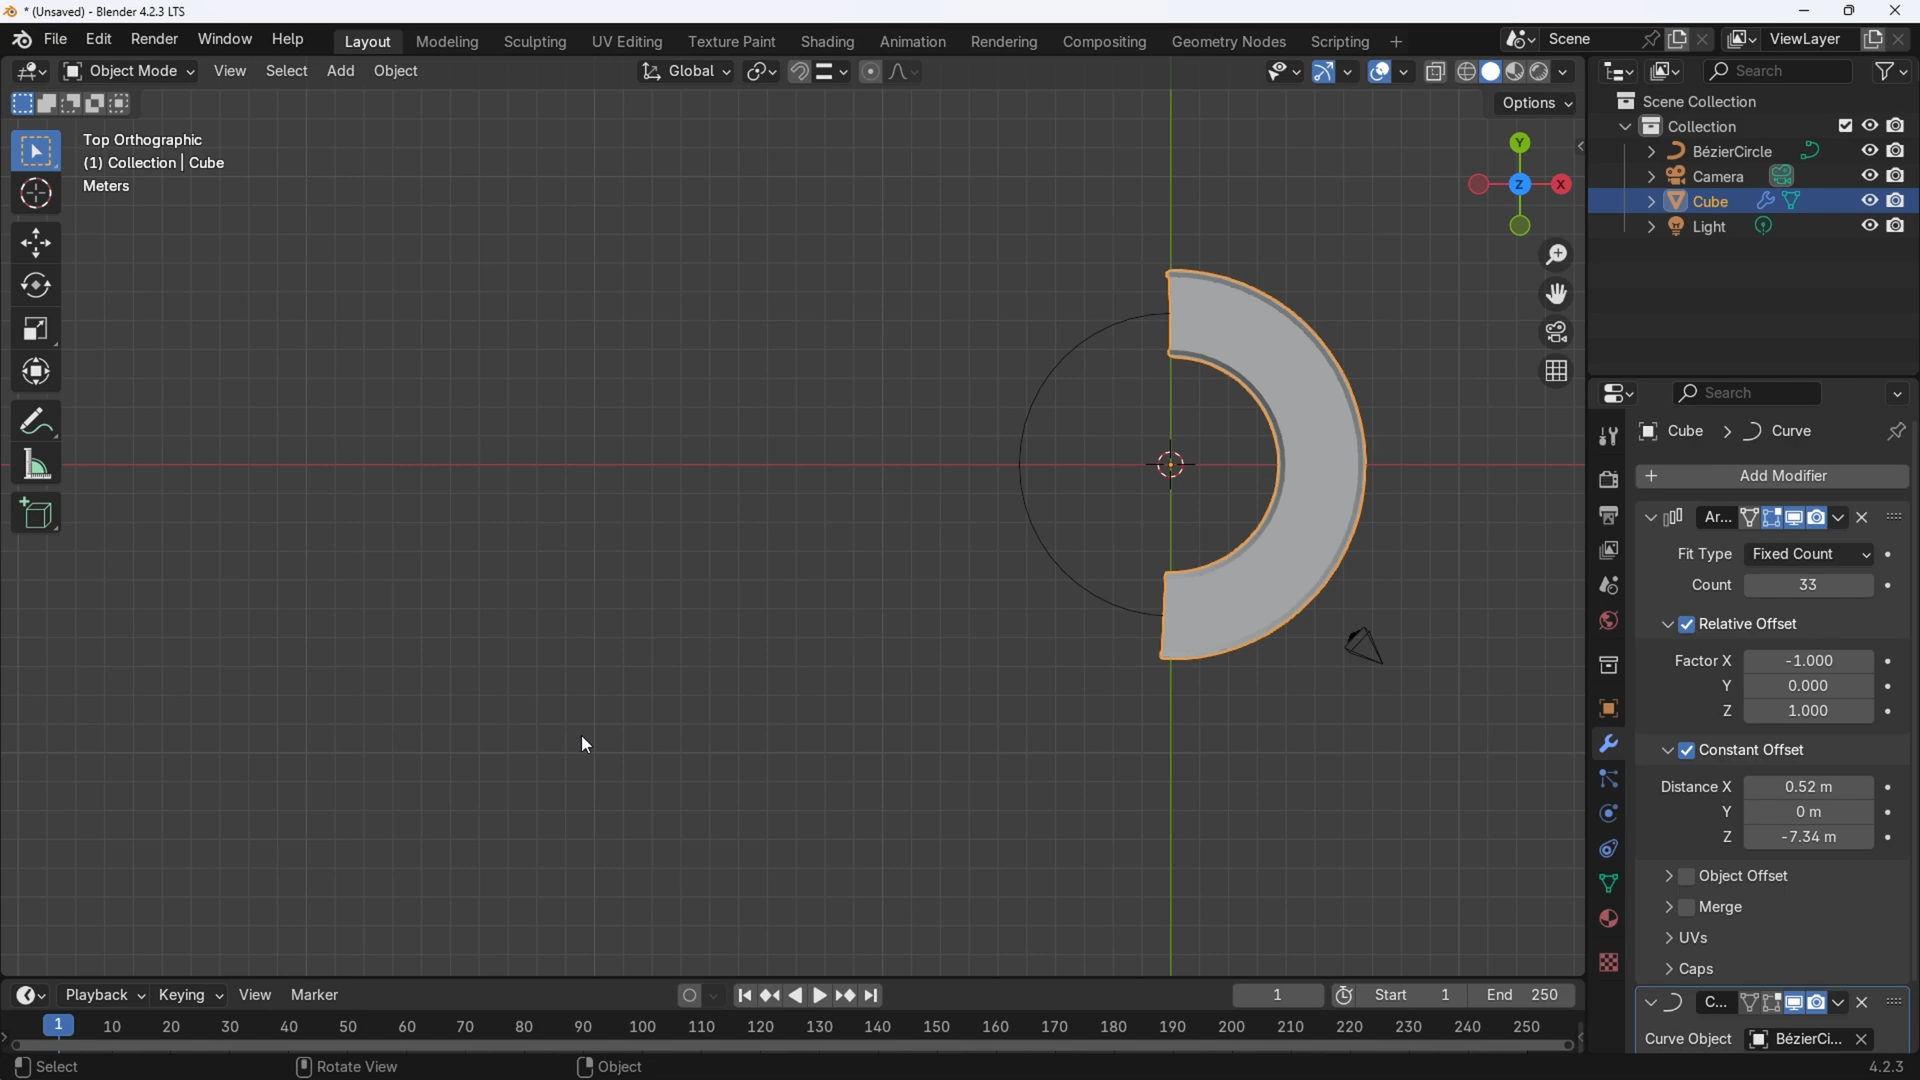 * (Unsaved) - Blender 4.2.3 LTS
File Edit Render Window Help Layout Modeling Sculpting UV Editing Texture Paint Shading Animation Rendering Compositing Geometry Nodes Scripting + Scene ViewLayer
Object Mode View Select Add Object Global Search
Options
Top Orthographic
(1) Collection | Cube
Meters
Y
X
Z
Scene Collection
Collection
BézierCircle
Camera
Cube
Light
Search
Cube > Curve
+ Add Modifier
Ar...
Fit Type Fixed Count
Count 33
Relative Offset
Factor X -1.000
Y 0.000
Z 1.000
Constant Offset
Distance X 0.52 m
Y 0 m
Z -7.34 m
Object Offset
Merge
UVs
Caps
C...
Curve Object BézierCi...
Playback Keying View Marker 1 Start 1 End 250
1 10 20 30 40 50 60 70 80 90 100 110 120 130 140 150 160 170 180 190 200 210 220 230 240 250
Select Rotate View Object 4.2.3